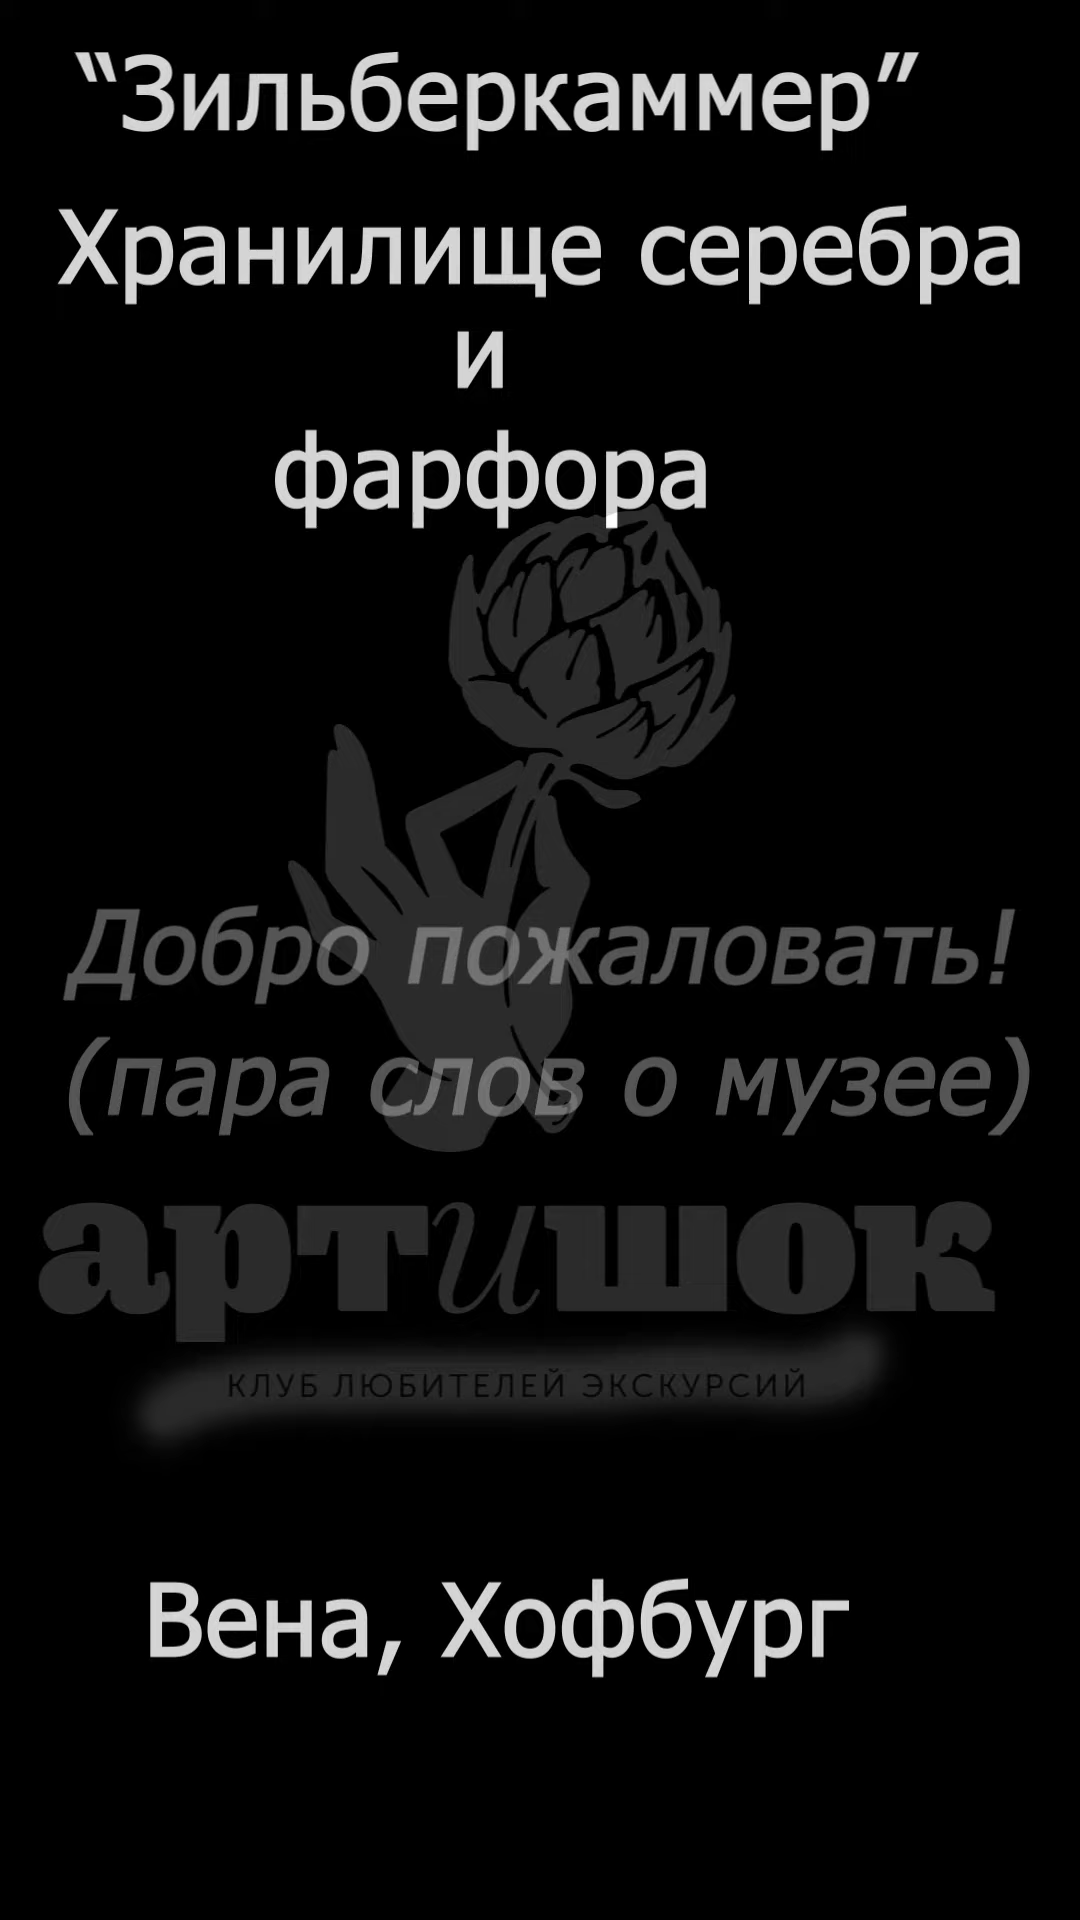 “Зильберкаммер”
Хранилище серебра
и
фарфора
Добро пожаловать!
(пара слов о музее)
артишок
КЛУБ ЛЮБИТЕЛЕЙ ЭКСКУРСИЙ
Вена, Хофбург